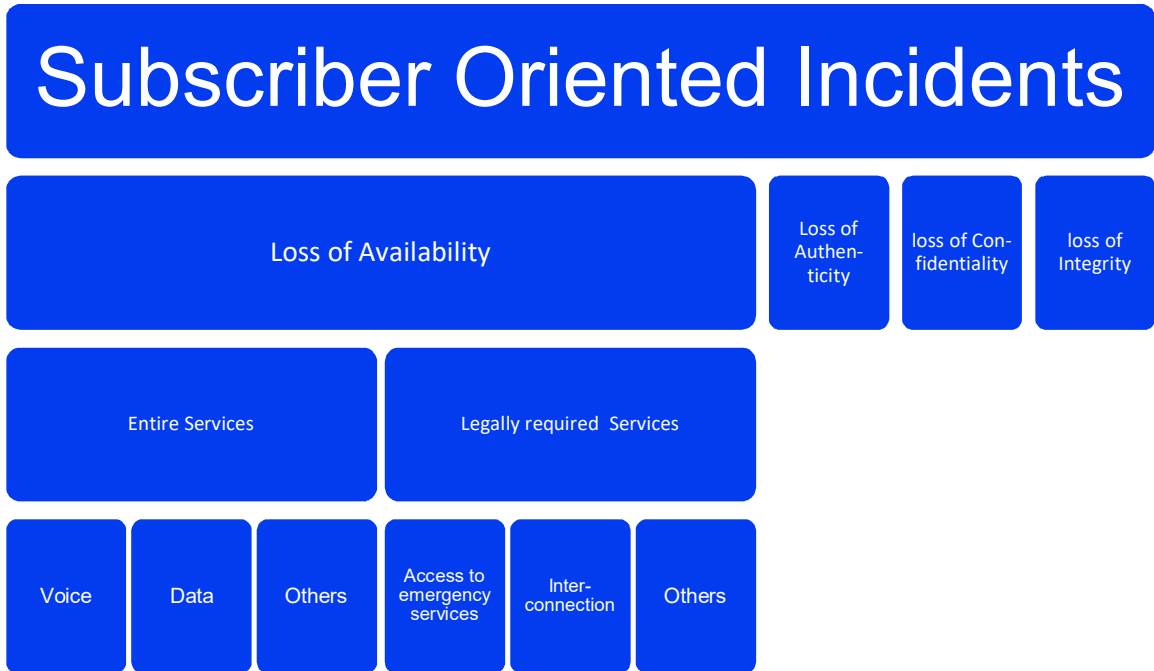 Subscriber Oriented Incidents
Loss of Availability
Loss of
Authen-
ticity
loss of Con-
fidentiality
loss of
Integrity
Entire Services
Legally required  Services
Voice
Data
Others
Access to
emergency
services
Inter-
connection
Others